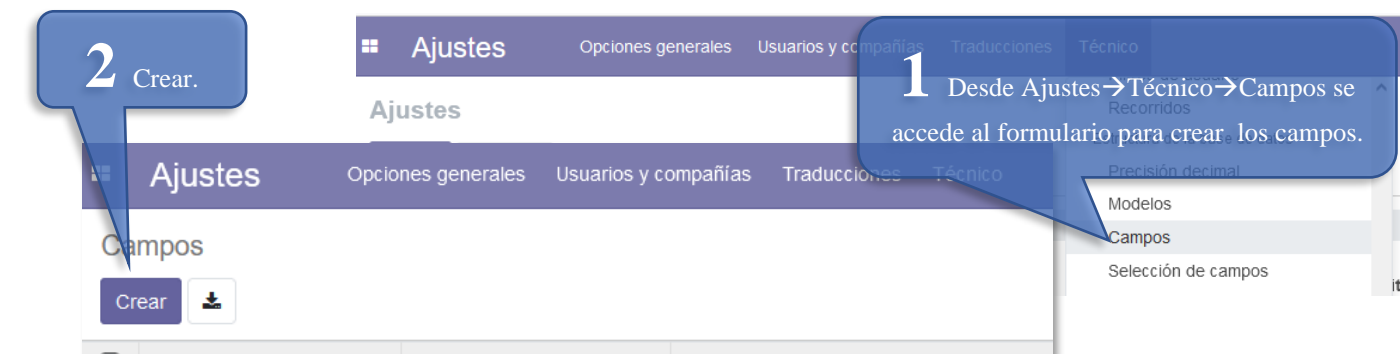 2 Crear.
Ajustes Opciones generales Usuarios y compañías Traducciones Técnico
1 Desde Ajustes→Técnico→Campos se
accede al formulario para crear los campos.
Ajustes
Recorridos
Precisión decimal
Modelos
Campos
Selección de campos
Ajustes Opciones generales Usuarios y compañías Traducciones Técnico
Campos
Crear